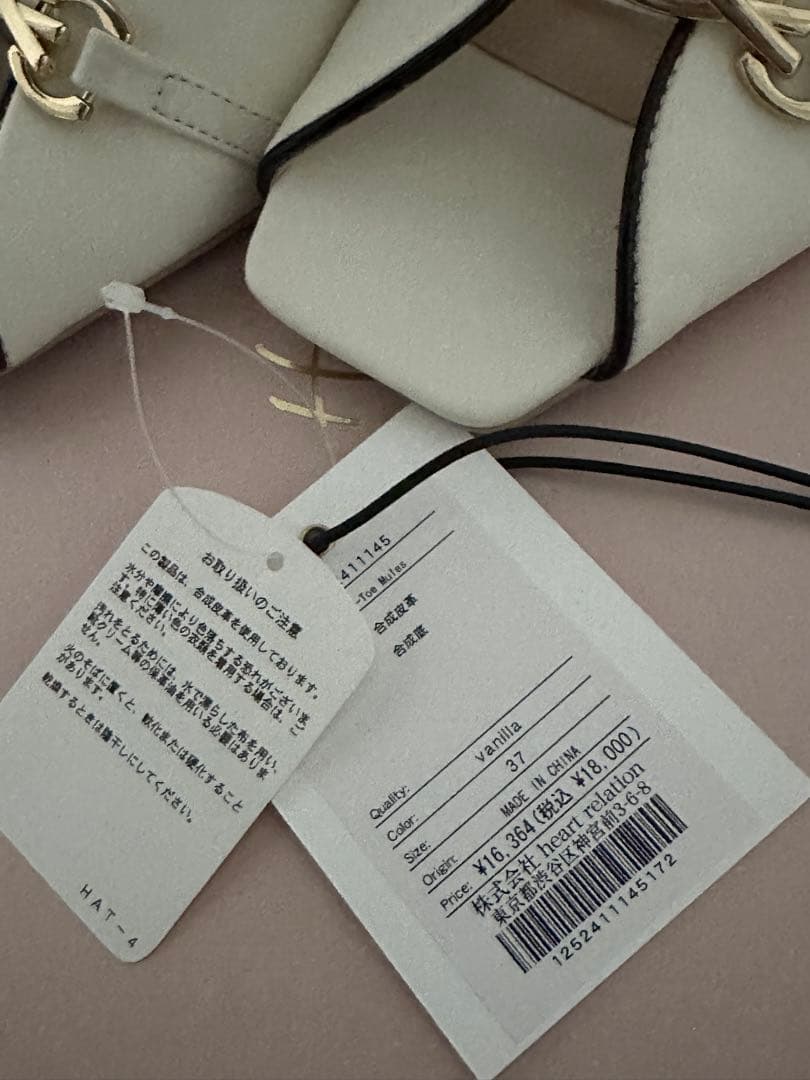 お取り扱いのご注意
この製品は、合成皮革を使用しております。
水分や摩擦により色落ちする恐れがございま
す。特に薄い色の衣類を着用する場合は、ご
注意ください。
汚れをとるためには、水で濡らした布を用い、
靴クリーム等の保革油を用いる必要はありま
せん。
火のそばに置くと、軟化または硬化すること
があります。
乾燥するときは陰干しにしてください。
HAT-4
411145
-Toe Mules
合成皮革
合成底
Quality:
Color: vanilla
Size: 37
Origin: MADE IN CHINA
Price: ¥16,364(税込 ¥18,000)
株式会社 heart relation
東京都渋谷区神宮前3-6-8
1252411145172